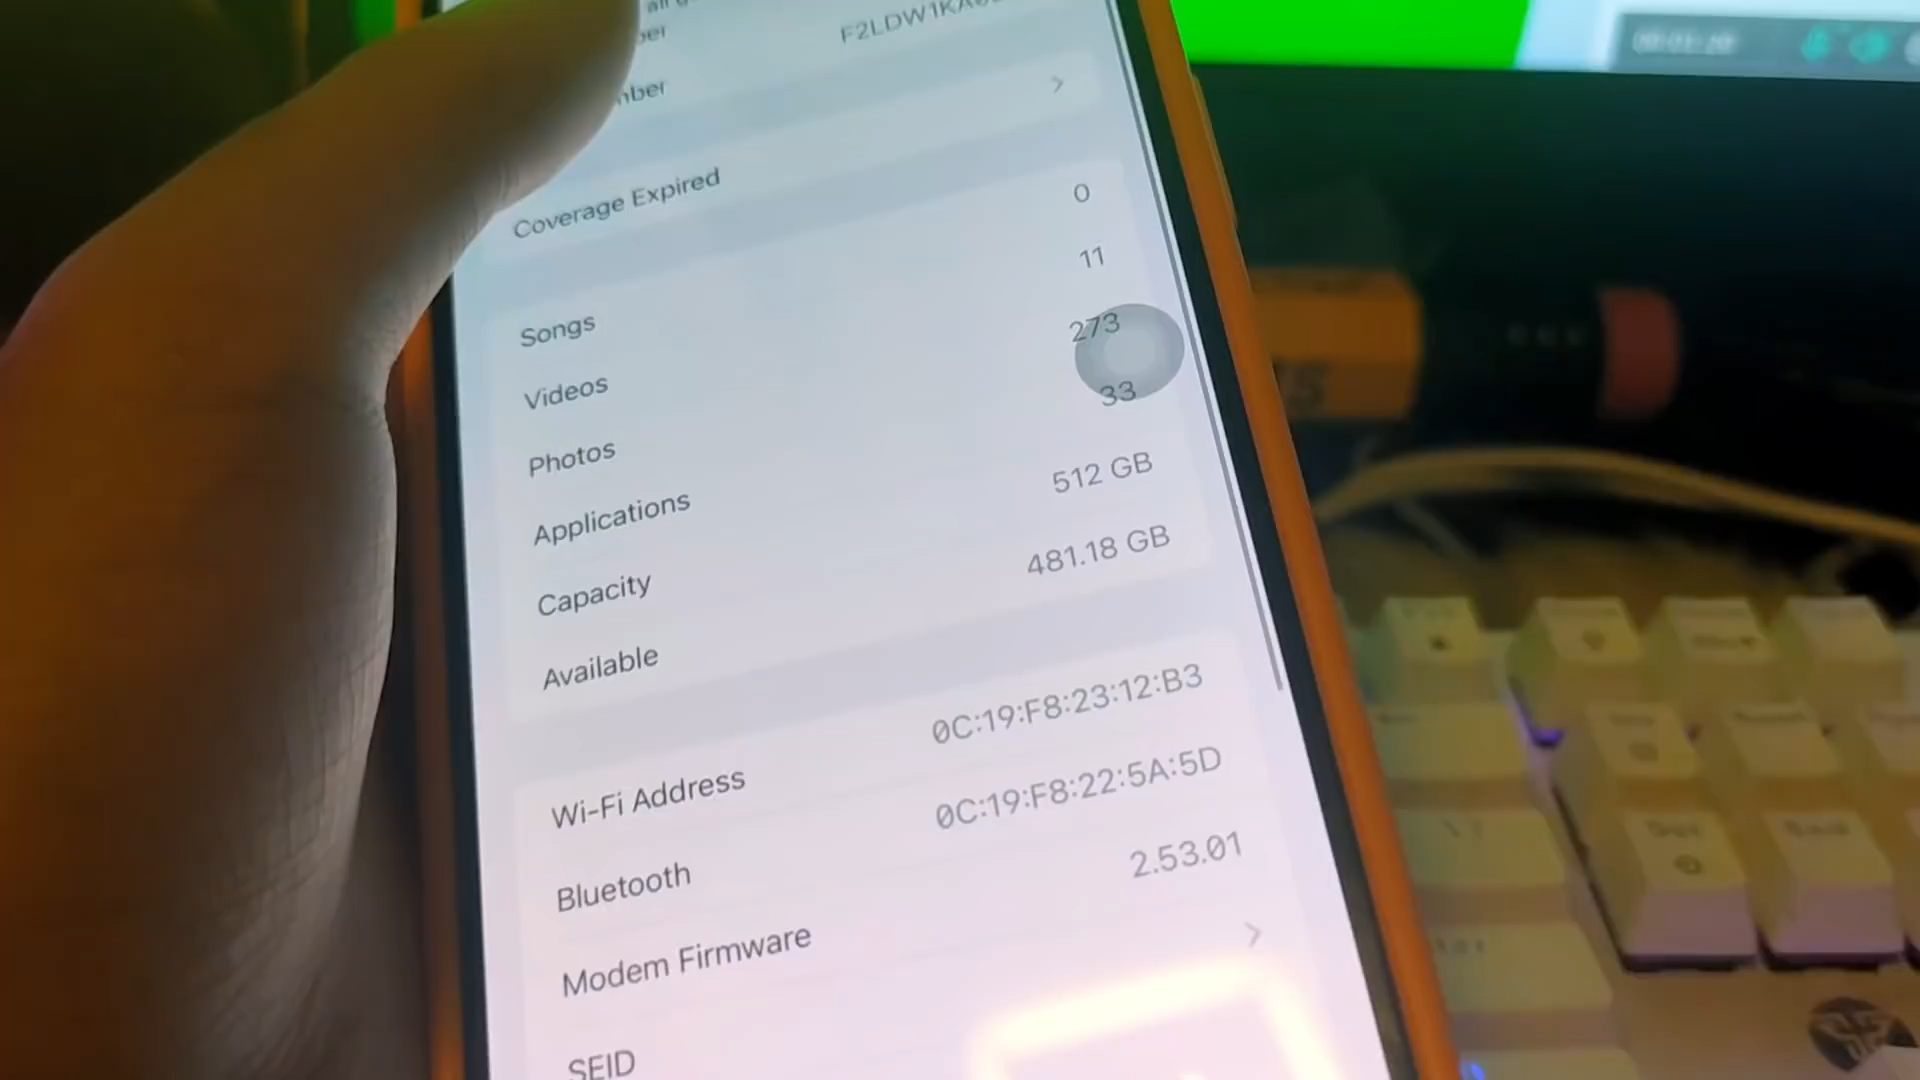 Coverage Expired
Songs 0
Videos 11
Photos 273
Applications 33
Capacity 512 GB
Available 481.18 GB
Wi-Fi Address 0C:19:F8:23:12:B3
Bluetooth 0C:19:F8:22:5A:5D
Modem Firmware 2.53.01
SEID